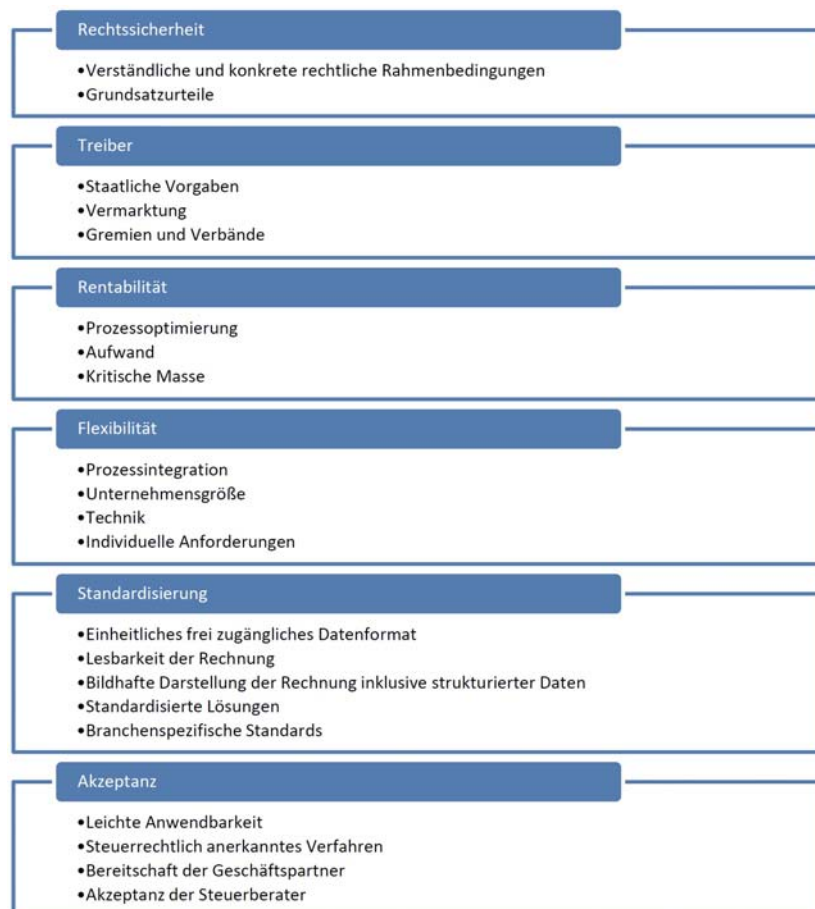 Rechtssicherheit
•Verständliche und konkrete rechtliche Rahmenbedingungen
•Grundsatzurteile
Treiber
•Staatliche Vorgaben
•Vermarktung
•Gremien und Verbände
Rentabilität
•Prozessoptimierung
•Aufwand
•Kritische Masse
Flexibilität
•Prozessintegration
•Unternehmensgröße
•Technik
•Individuelle Anforderungen
Standardisierung
•Einheitliches frei zugängliches Datenformat
•Lesbarkeit der Rechnung
•Bildhafte Darstellung der Rechnung inklusive strukturierter Daten
•Standardisierte Lösungen
•Branchenspezifische Standards
Akzeptanz
•Leichte Anwendbarkeit
•Steuerrechtlich anerkanntes Verfahren
•Bereitschaft der Geschäftspartner
•Akzeptanz der Steuerberater